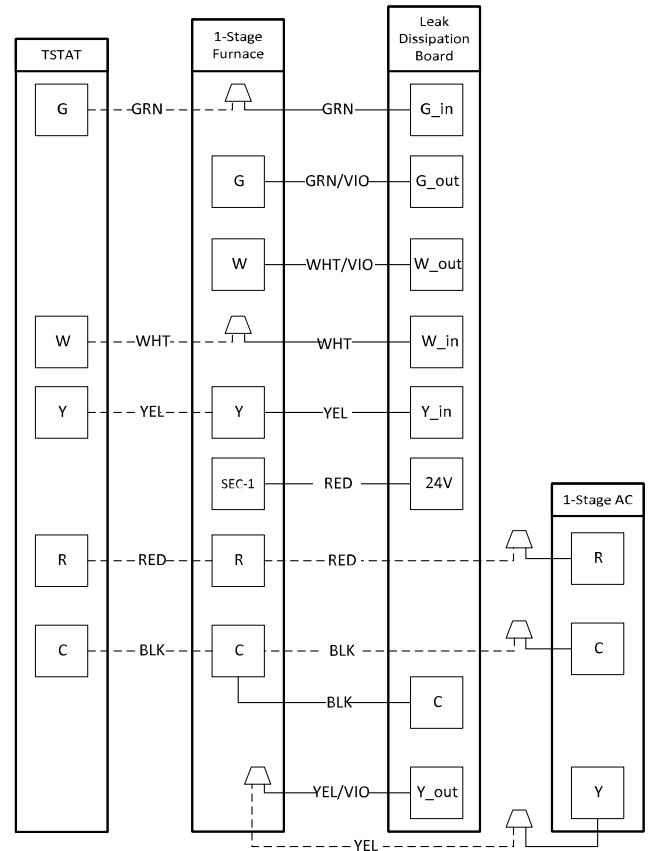 TSTAT
1-Stage
Furnace
Leak
Dissipation
Board
G
GRN
GRN
G_in
G
GRN/VIO
G_out
W
WHT/VIO
W_out
W
WHT
WHT
W_in
Y
YEL
Y
YEL
Y_in
SEC-1
RED
24V
1-Stage AC
R
RED
R
RED
R
C
BLK
C
BLK
C
BLK
C
YEL/VIO
Y_out
Y
YEL